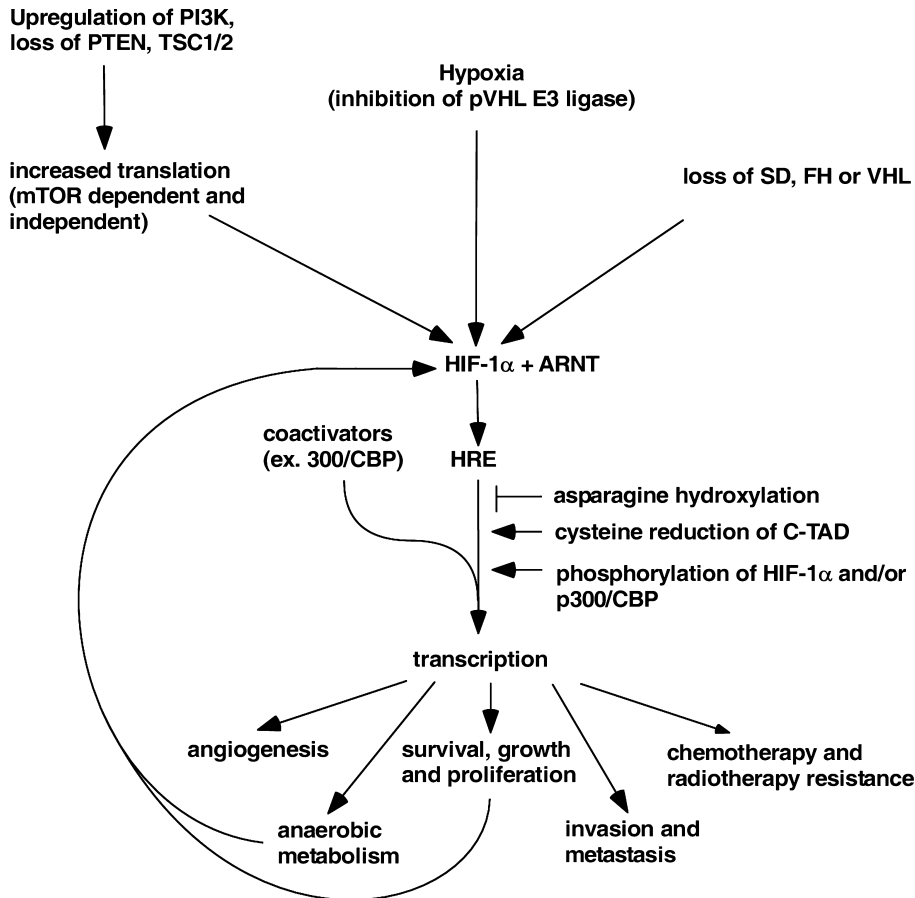 Upregulation of PI3K,
loss of PTEN, TSC1/2
Hypoxia
(inhibition of pVHL E3 ligase)
increased translation
(mTOR dependent and
independent)
loss of SD, FH or VHL
HIF-1α + ARNT
coactivators
(ex. 300/CBP)
HRE
asparagine hydroxylation
cysteine reduction of C-TAD
phosphorylation of HIF-1α and/or
p300/CBP
transcription
angiogenesis
survival, growth
and proliferation
chemotherapy and
radiotherapy resistance
anaerobic
metabolism
invasion and
metastasis